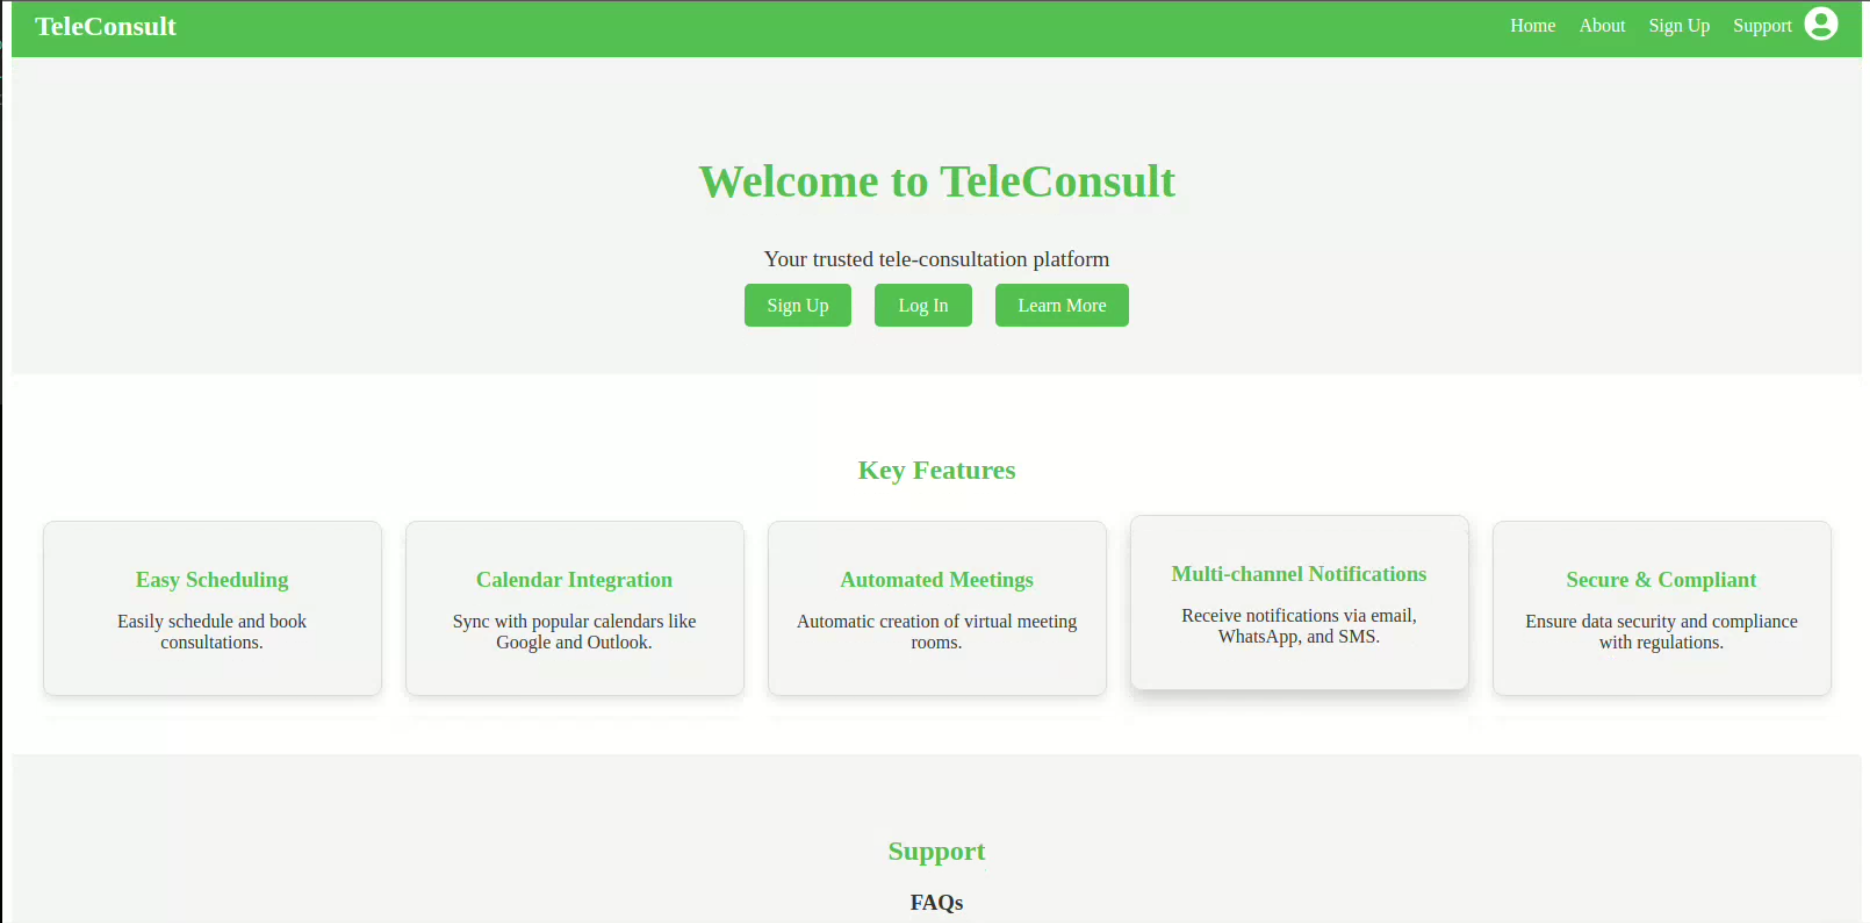 TeleConsult
Home About Sign Up Support
Welcome to TeleConsult
Your trusted tele-consultation platform
Sign Up Log In Learn More
Key Features
Easy Scheduling
Easily schedule and book
consultations.
Calendar Integration
Sync with popular calendars like
Google and Outlook.
Automated Meetings
Automatic creation of virtual meeting
rooms.
Multi-channel Notifications
Receive notifications via email,
WhatsApp, and SMS.
Secure & Compliant
Ensure data security and compliance
with regulations.
Support
FAQs